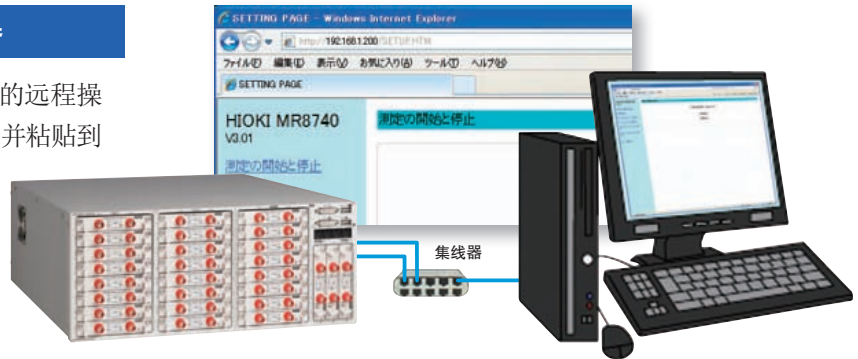 的远程操
并粘贴到
SETTING PAGE - Windows Internet Explorer
http://192.168.1.200/SETUP.HTM
ファイル(F) 編集(E) 表示(V) お気に入り(A) ツール(T) ヘルプ(H)
SETTING PAGE
HIOKI MR8740
V3.01
測定の開始と停止
測定の開始と停止
集线器